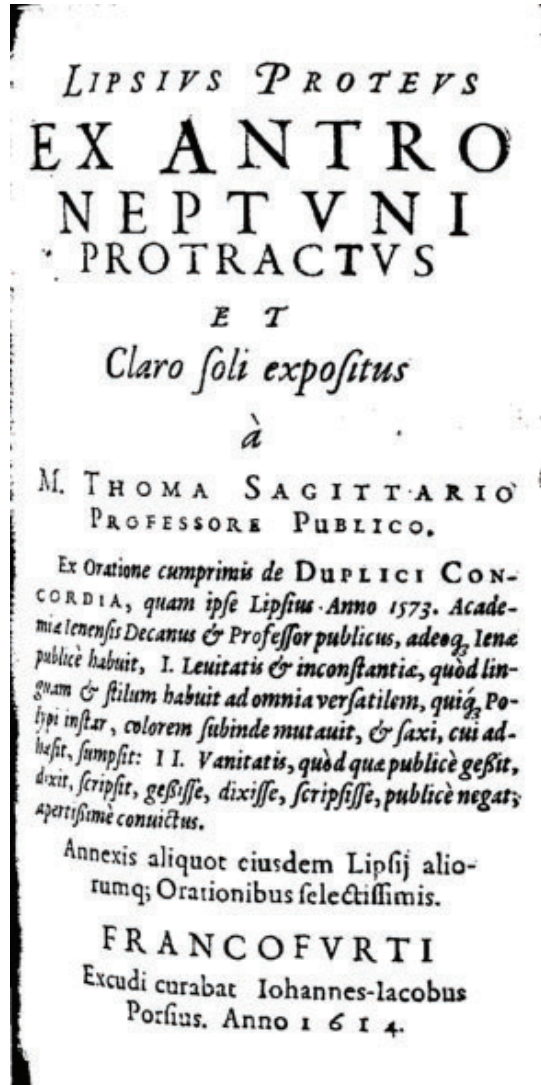 LIPSIVS PROTEVS
EX ANTRO
NEPTVNI
PROTRACTVS
ET
Claro ſoli expoſitus
à
M. THOMA SAGITTARIO
PROFESSORE PUBLICO.
Ex Oratione cumprimis de DUPLICI CON-
CORDIA, quam ipſe Lipſius Anno 1573. Acade-
miæ Ienenſis Decanus & Profeſſor publicus, adeoq; Ienæ
publicè habuit, I. Leuitatis & inconſtantiæ, quòd lin-
guam & ſtilum habuit ad omnia verſatilem, quiq́; Po-
lypi inſtar, colorem ſubinde mutauit, & ſaxi, cui ad-
hæſit, ſumpſit: II. Vanitatis, quòd quæ publicè geßit,
dixit, ſcripſit, geßiſſe, dixiſſe, ſcripſiſſe, publicè negat;
apertißimè conuictus.
Annexis aliquot eiusdem Lipſij alio-
rumq; Orationibus ſelectiſſimis.
FRANCOFVRTI
Excudi curabat Iohannes-Iacobus
Porſius. Anno 1614.